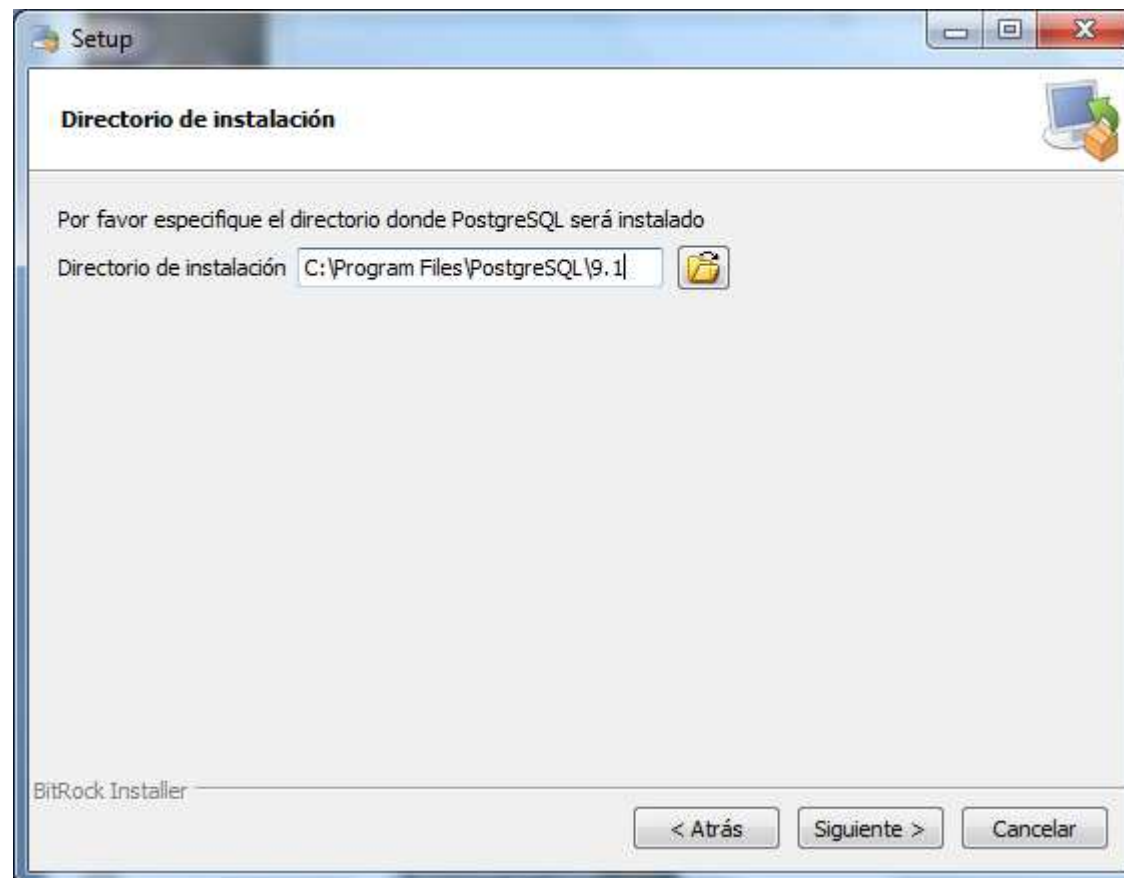 Setup
Directorio de instalación
Por favor especifique el directorio donde PostgreSQL será instalado
Directorio de instalación C:\Program Files\PostgreSQL\9.1
BitRock Installer
< Atrás Siguiente > Cancelar